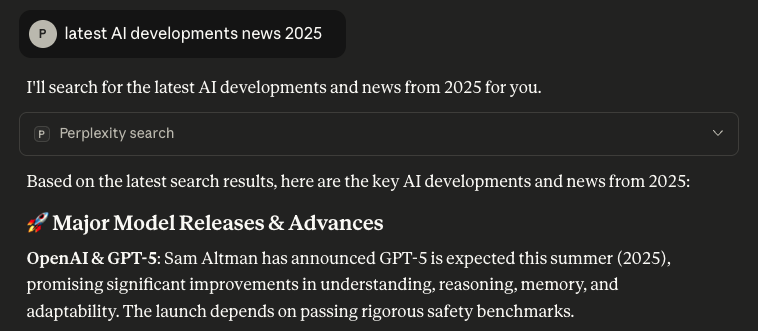 P latest AI developments news 2025
I'll search for the latest AI developments and news from 2025 for you.
P Perplexity search
Based on the latest search results, here are the key AI developments and news from 2025:
🚀 Major Model Releases & Advances
OpenAI & GPT-5: Sam Altman has announced GPT-5 is expected this summer (2025),
promising significant improvements in understanding, reasoning, memory, and
adaptability. The launch depends on passing rigorous safety benchmarks.